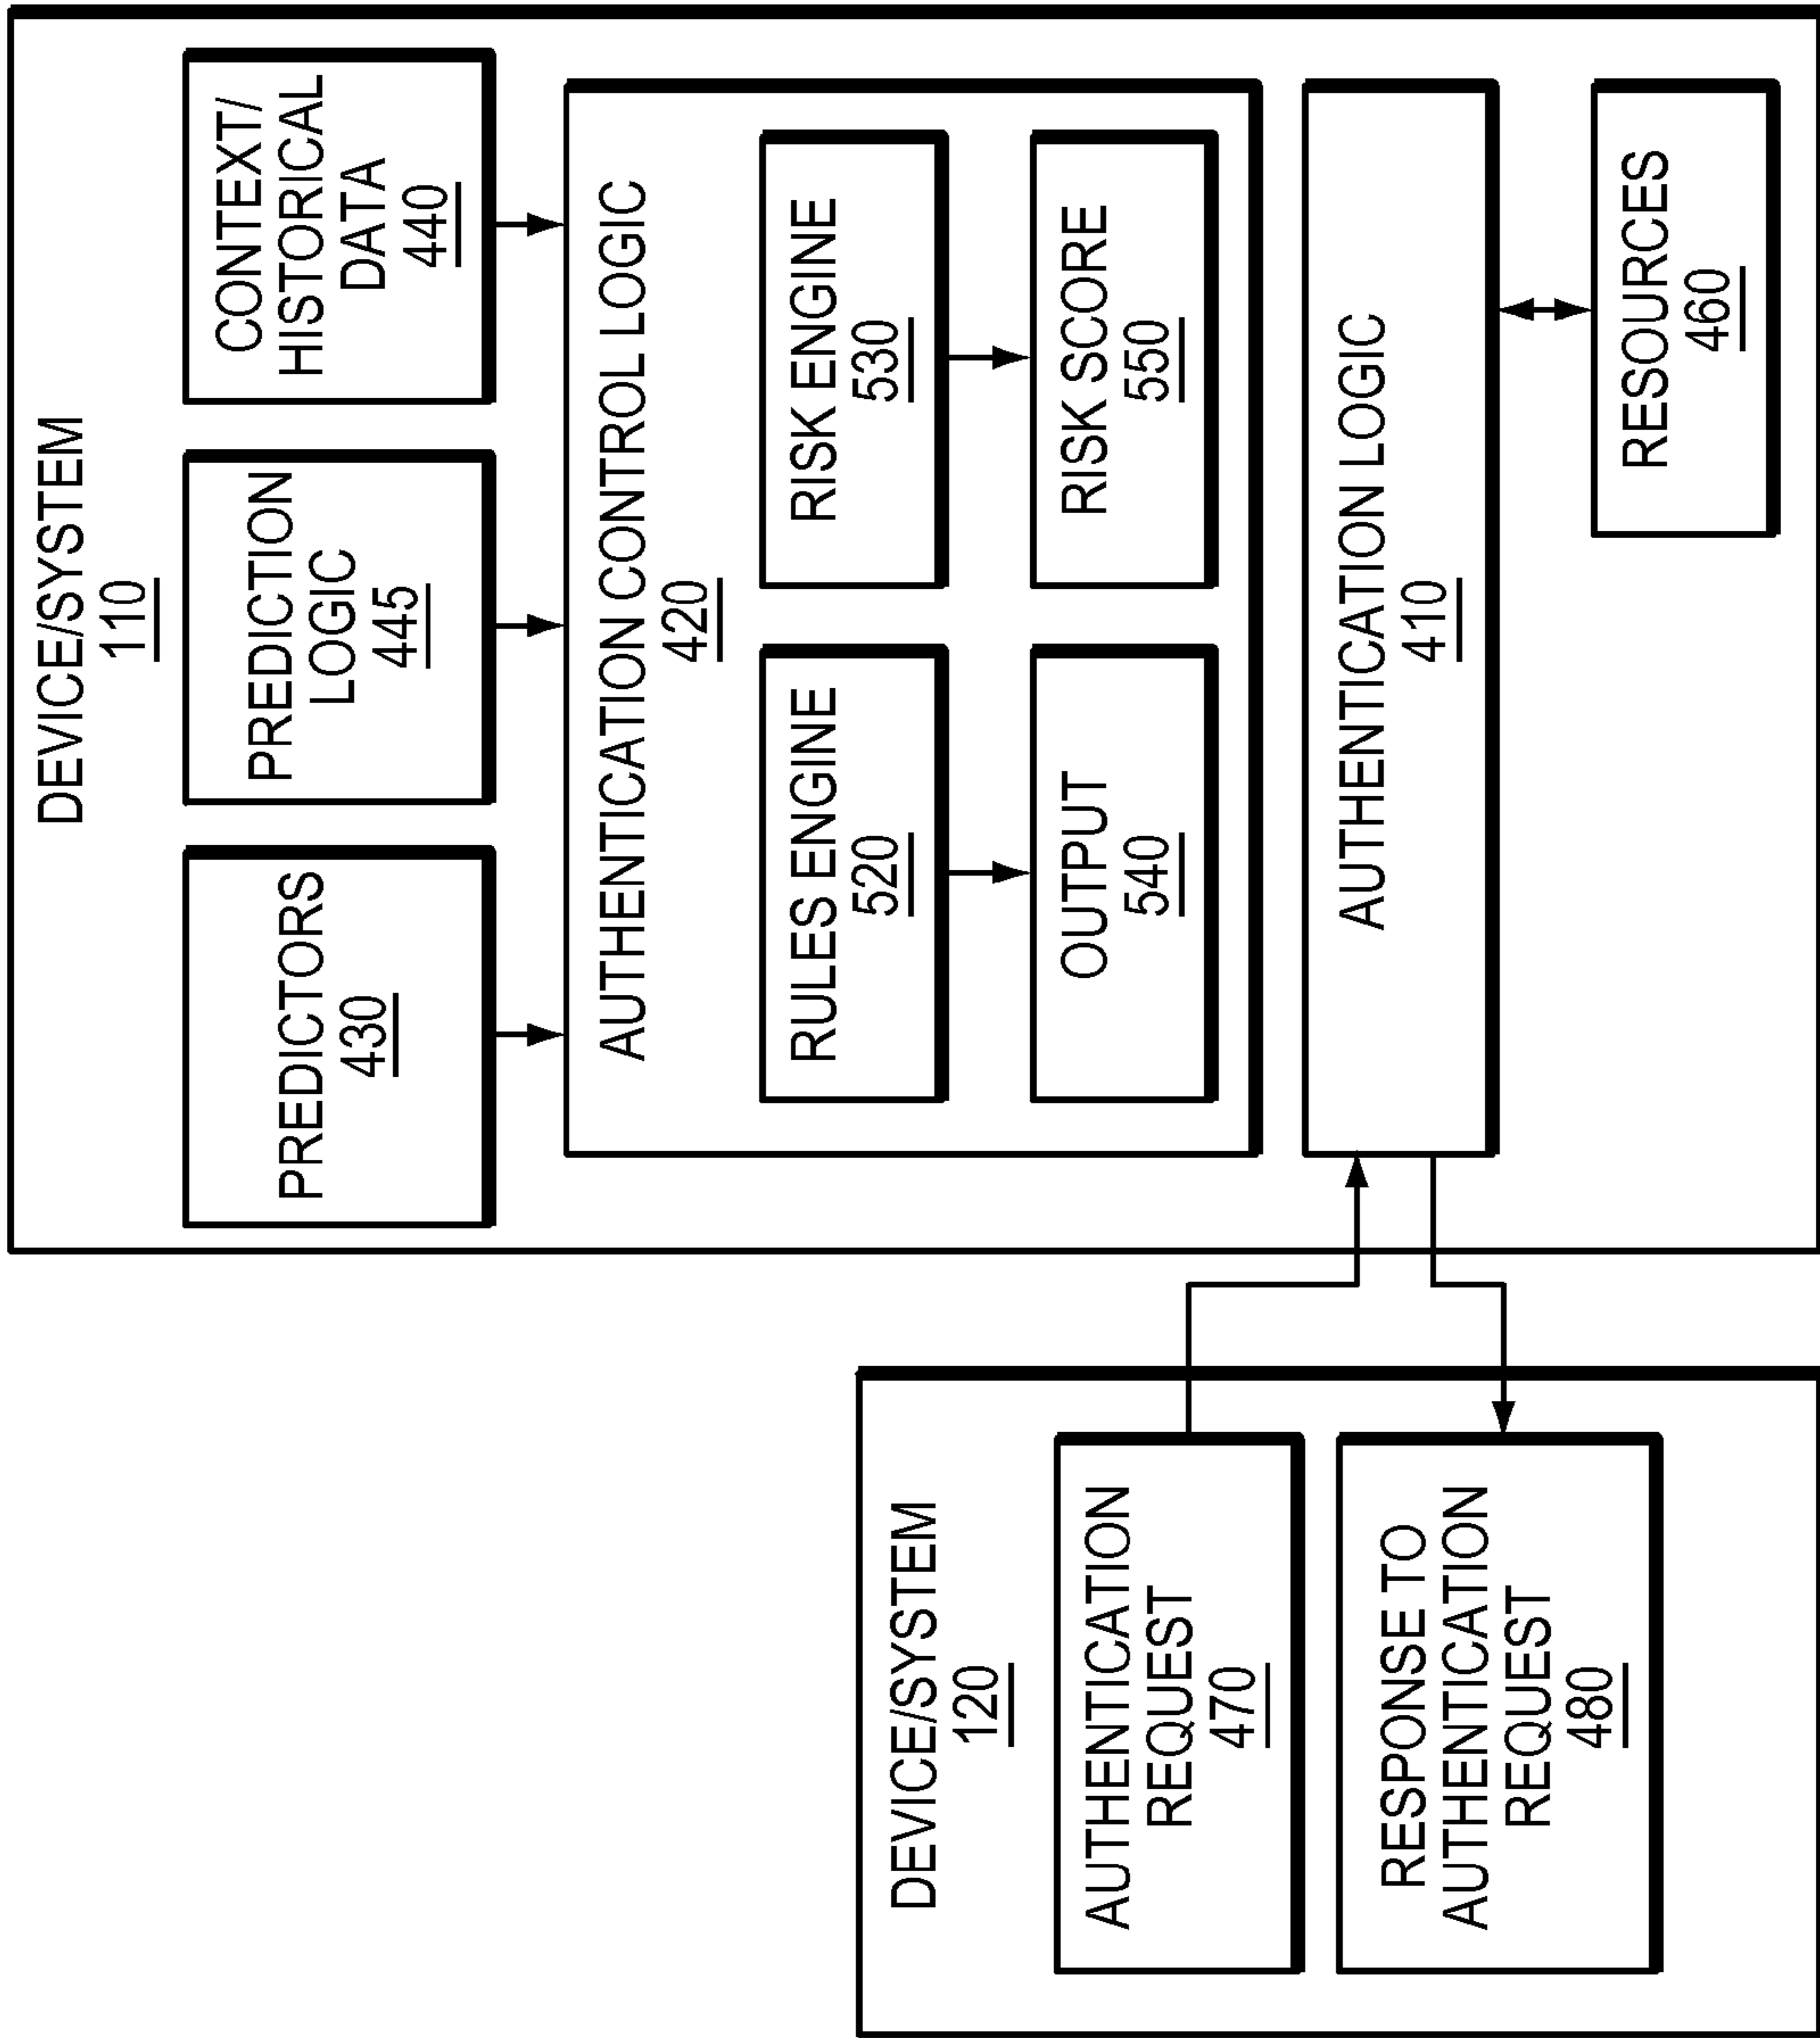 DEVICE/SYSTEM
110
PREDICTORS
430
PREDICTION
LOGIC
445
CONTEXT/
HISTORICAL
DATA
440
AUTHENTICATION CONTROL LOGIC
420
RULES ENGINE
520
RISK ENGINE
530
OUTPUT
540
RISK SCORE
550
AUTHENTICATION LOGIC
410
RESOURCES
460
DEVICE/SYSTEM
120
AUTHENTICATION
REQUEST
470
RESPONSE TO
AUTHENTICATION
REQUEST
480